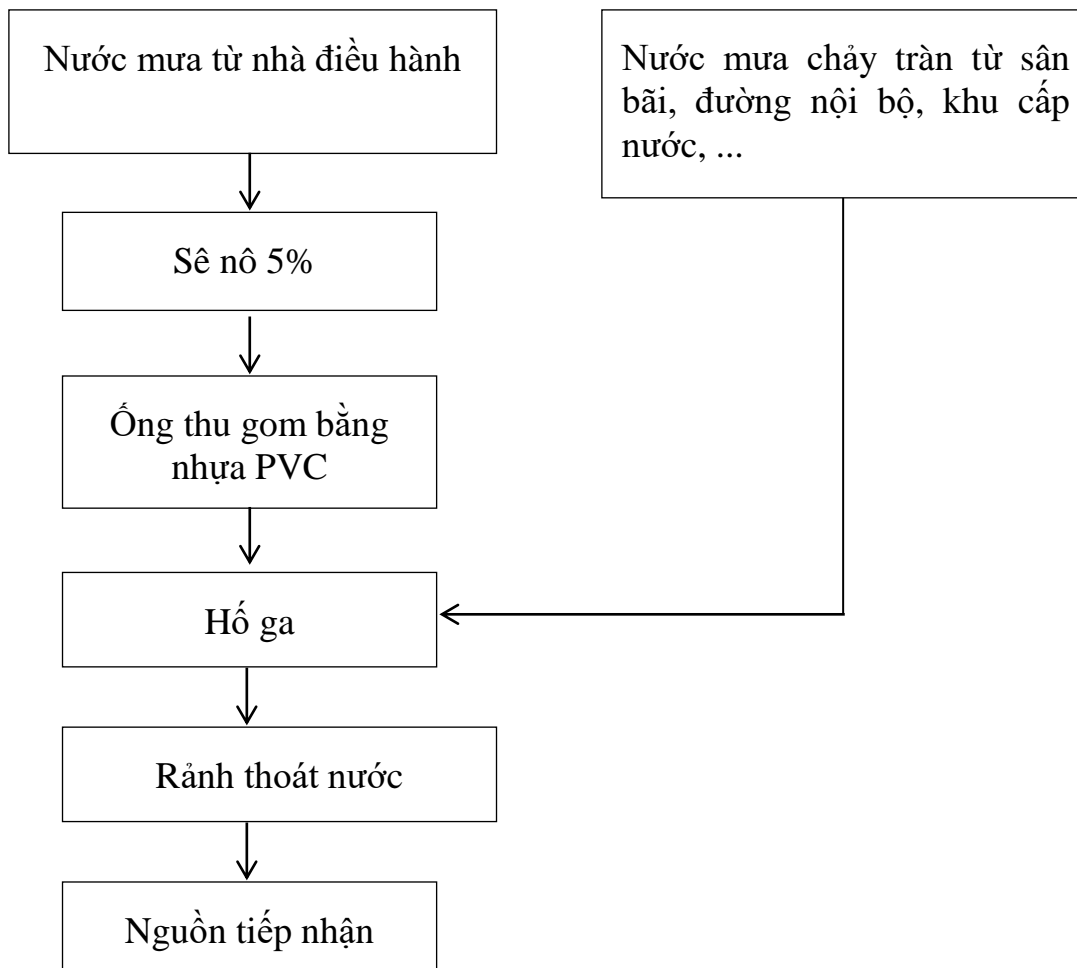 Nước mưa từ nhà điều hành
Nước mưa chảy tràn từ sân
bãi, đường nội bộ, khu cấp
nước, ...
Sê nô 5%
Ống thu gom bằng
nhựa PVC
Hố ga
Rảnh thoát nước
Nguồn tiếp nhận